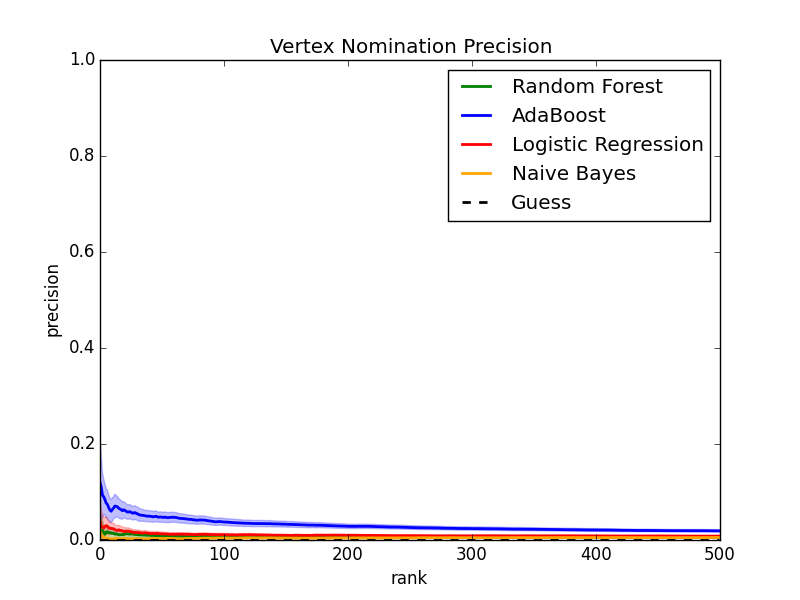 Vertex Nomination Precision
1.0
0.8
0.6
0.4
0.2
0.0
precision
Random Forest
AdaBoost
Logistic Regression
Naive Bayes
Guess
0 100 200 300 400 500
rank